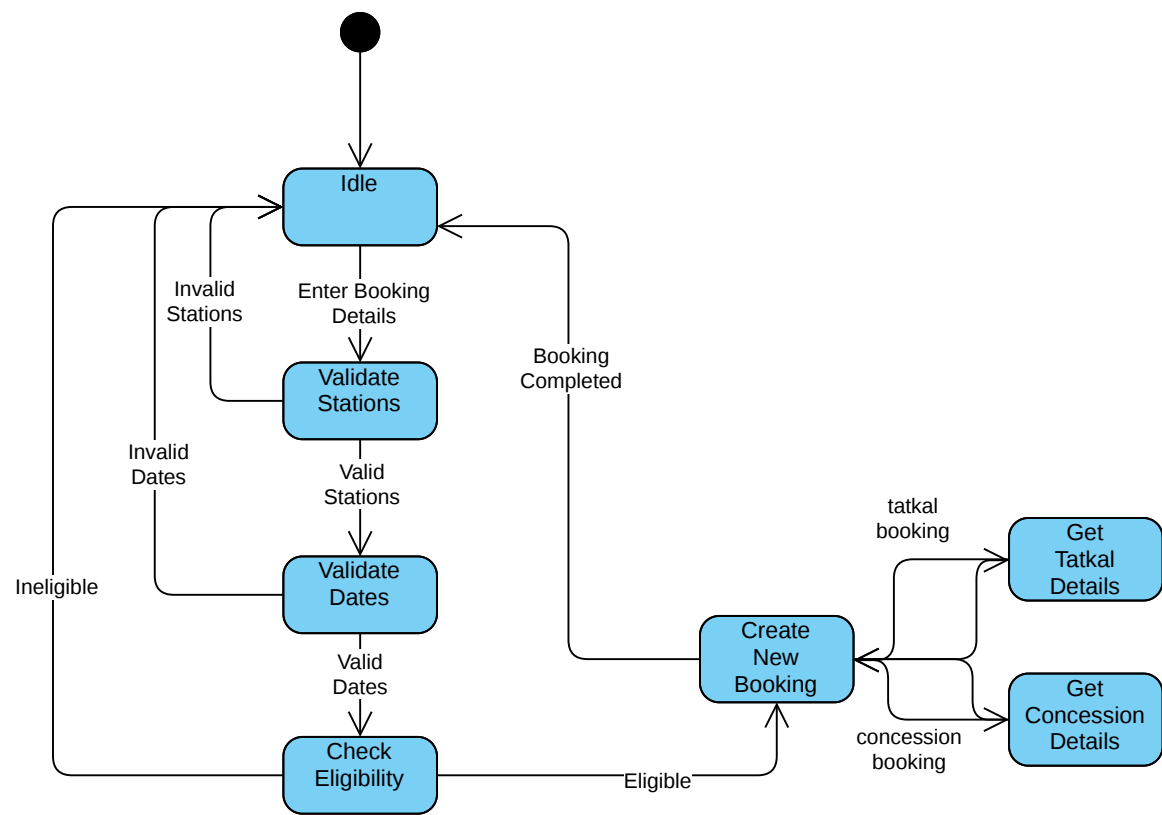 Idle
Invalid
Stations
Enter Booking
Details
Booking
Completed
Validate
Stations
Invalid
Dates
Valid
Stations
tatkal
booking
Get
Tatkal
Details
Validate
Dates
Ineligible
Create
New
Booking
Valid
Dates
Get
Concession
Details
concession
booking
Check
Eligibility
Eligible